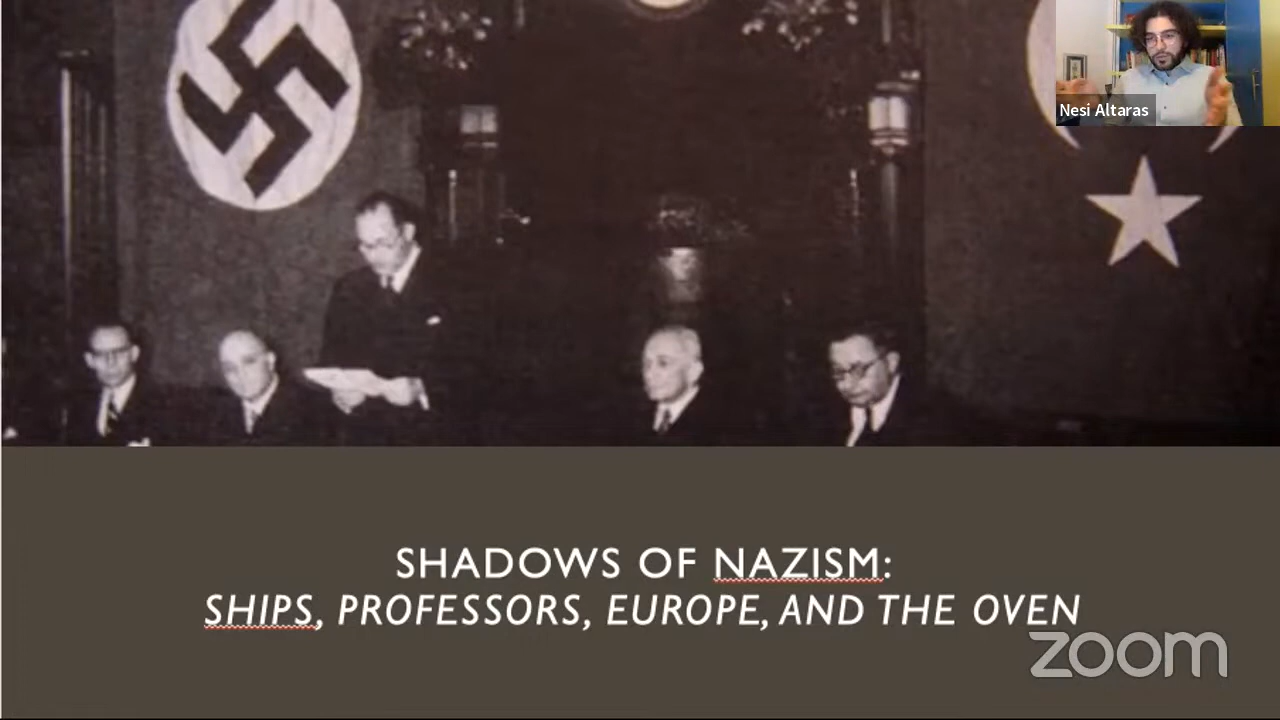 Nesi Altaras
SHADOWS OF NAZISM:
SHIPS, PROFESSORS, EUROPE, AND THE OVEN
zoom